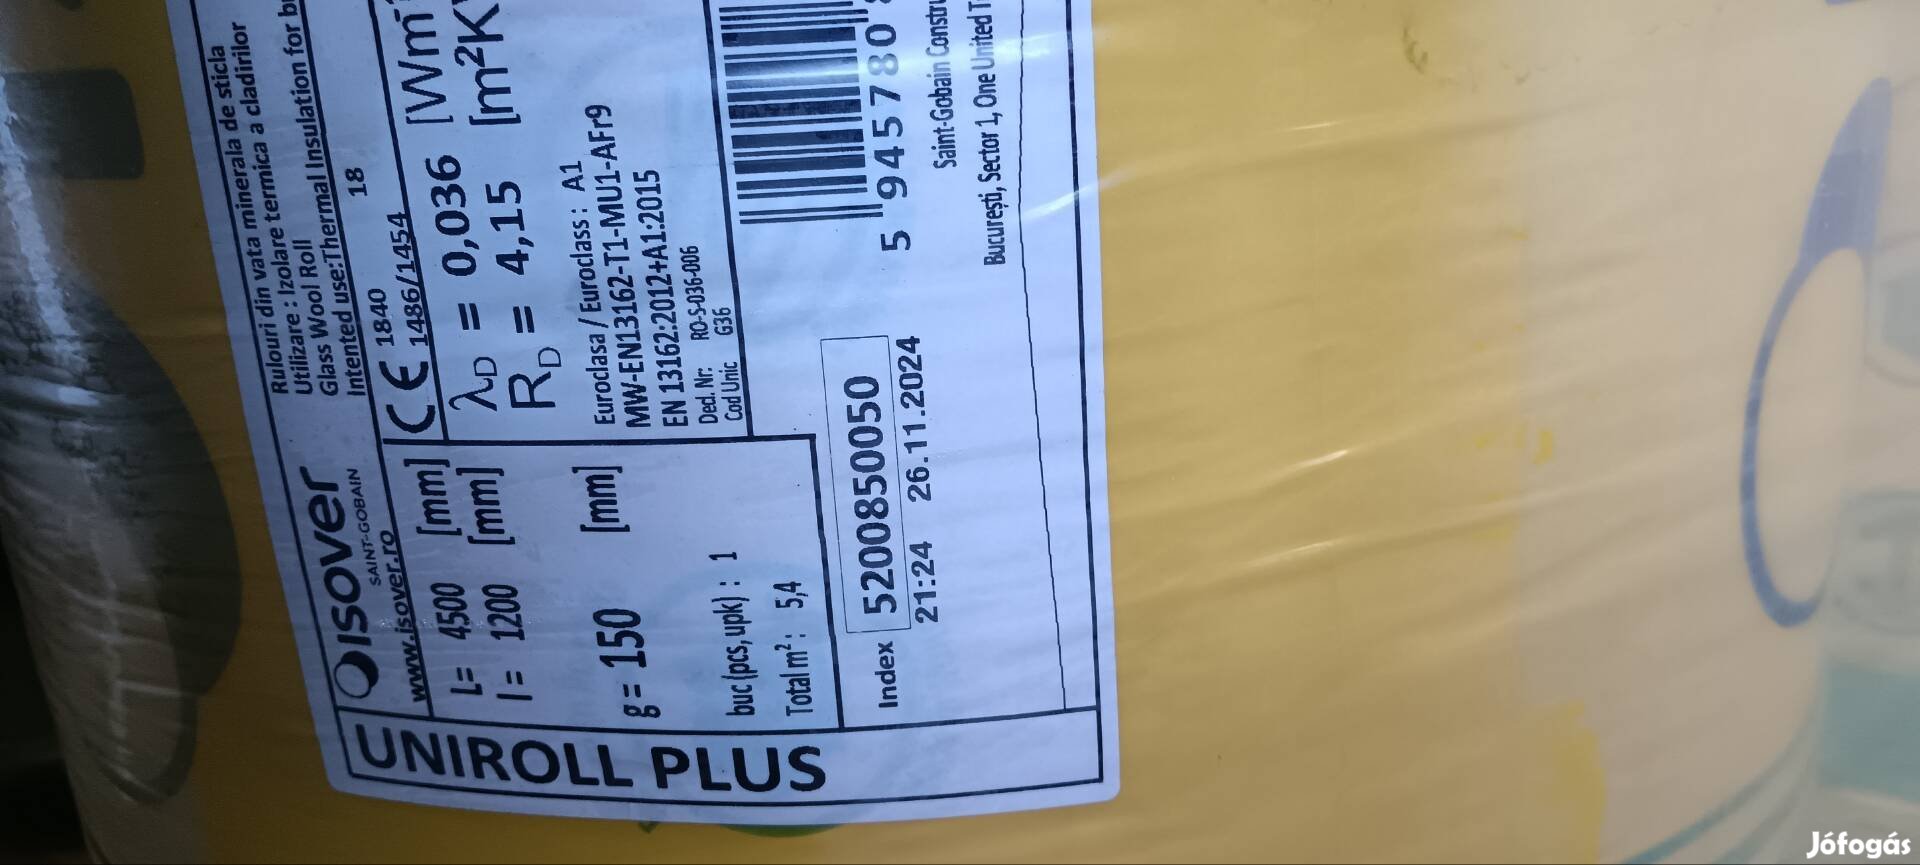 UNIROLL PLUS
isover
SAINT-GOBAIN
www.isover.ro
Rulouri din vata minerala de sticla
Utilizare : Izolare termica a cladirilor
Glass Wool Roll
Intented use:Thermal Insulation for
18
CE 1840
1486/1454
L= 4500 [mm]
l = 1200 [mm]
g = 150 [mm]
buc (pcs, upk) : 1
Total m² : 5,4
λD = 0,036 [Wm⁻
RD = 4,15 [m²K
Euroclasa / Euroclass : A1
MW-EN13162-T1-MU1-AFr9
EN 13162:2012+A1:2015
Decl. Nr: RO-S-036-006
Cod Unic G36
5 945780
Index 5200850050
21:24 26.11.2024
Saint-Gobain
București, Sector 1, One United
Jófogás